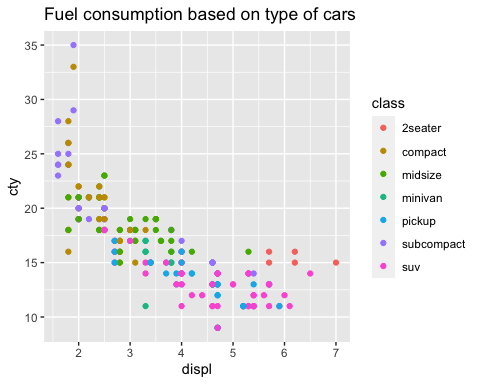 Fuel consumption based on type of cars
35
30
25
20
15
10
cty
2
3
4
5
6
7
displ
class
2seater
compact
midsize
minivan
pickup
subcompact
suv